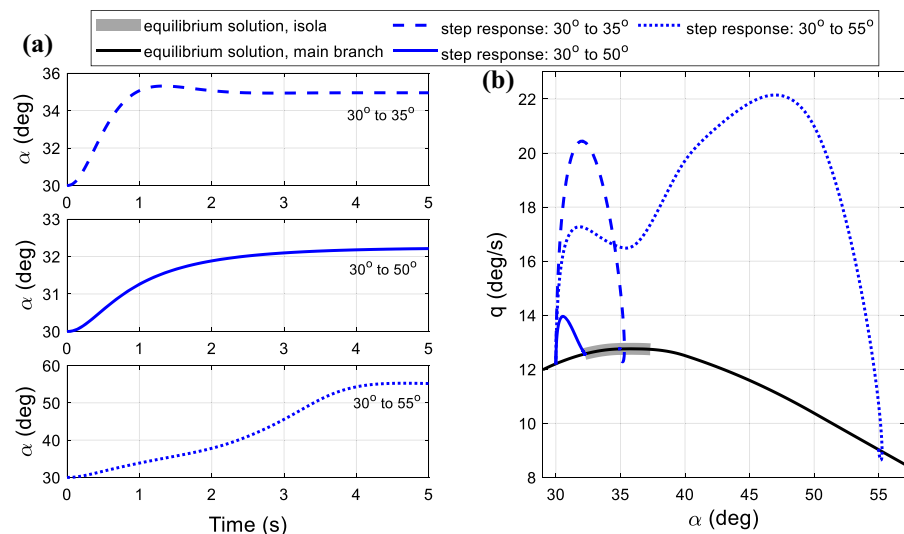 (a)
equilibrium solution, isola
step response: 30° to 35°
step response: 30° to 55°
equilibrium solution, main branch
step response: 30° to 50°
(b)
36
34
32
30
α (deg)
30° to 35°
0 1 2 3 4 5
33
32
31
30
α (deg)
30° to 50°
0 1 2 3 4 5
60
50
40
30
α (deg)
30° to 55°
0 1 2 3 4 5
Time (s)
22
20
18
16
14
12
10
8
q (deg/s)
30 35 40 45 50 55
α (deg)